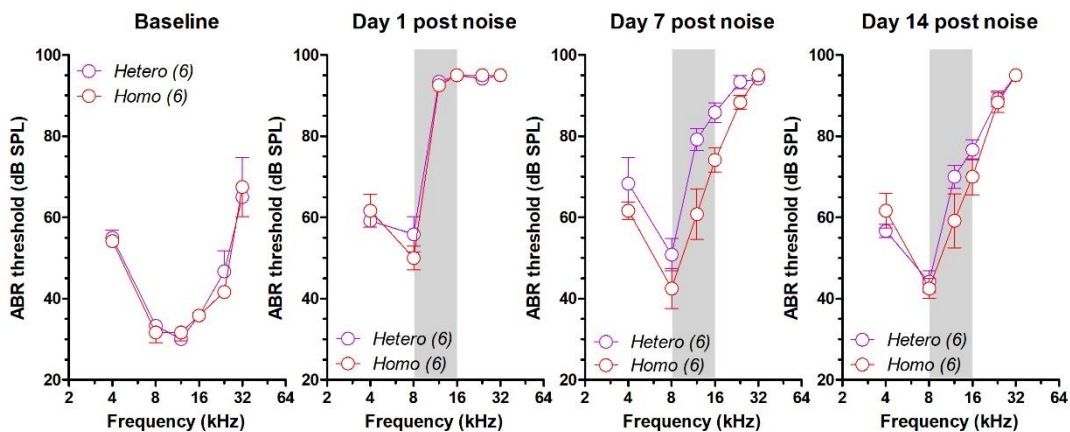 Baseline
ABR threshold (dB SPL)
100
80
60
40
20
Hetero (6)
Homo (6)
2 4 8 16 32 64
Frequency (kHz)
Day 1 post noise
ABR threshold (dB SPL)
100
80
60
40
20
Hetero (6)
Homo (6)
2 4 8 16 32 64
Frequency (kHz)
Day 7 post noise
ABR threshold (dB SPL)
100
80
60
40
20
Hetero (6)
Homo (6)
2 4 8 16 32 64
Frequency (kHz)
Day 14 post noise
ABR threshold (dB SPL)
100
80
60
40
20
Hetero (6)
Homo (6)
2 4 8 16 32 64
Frequency (kHz)